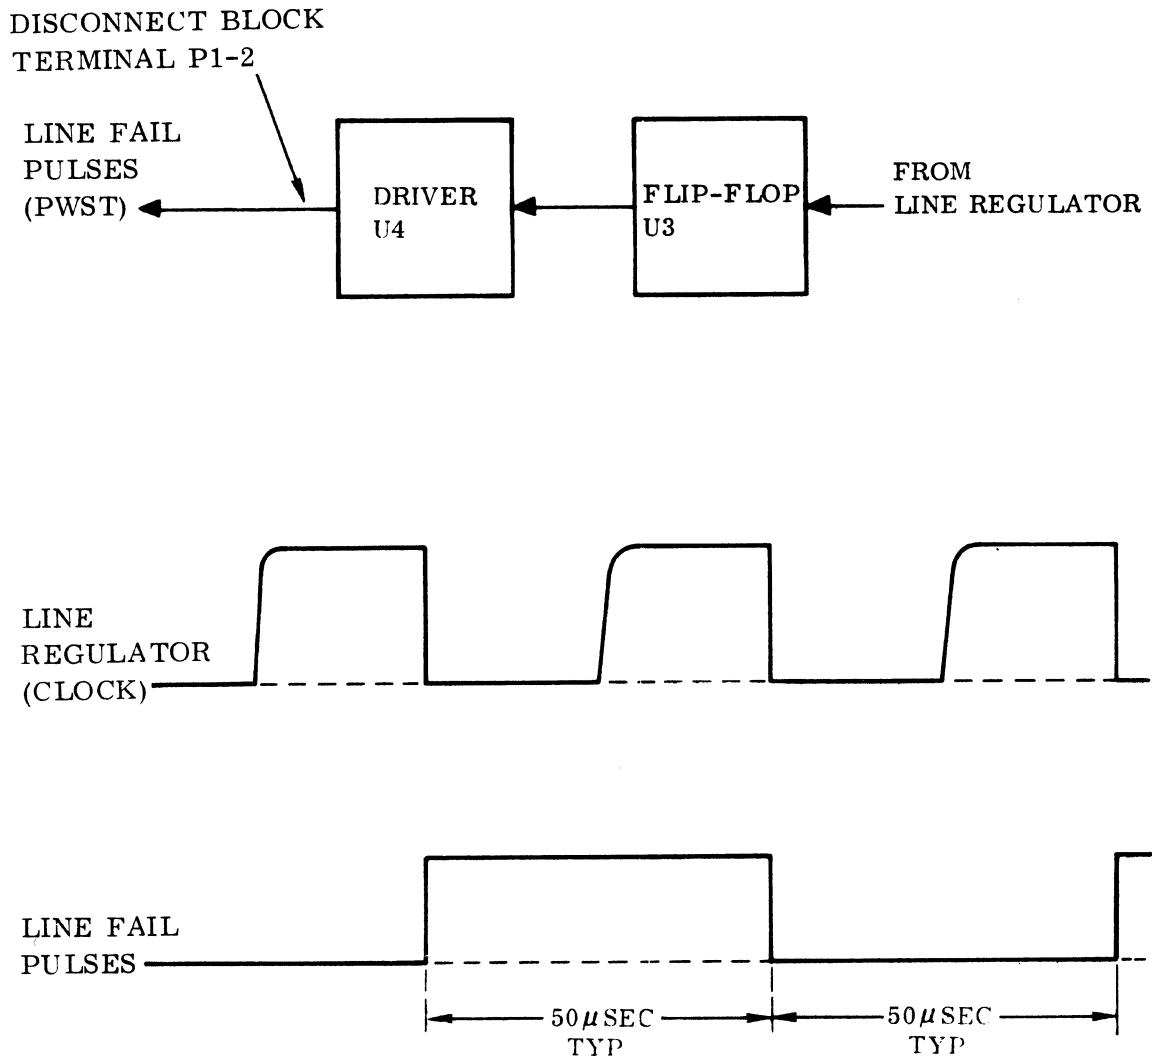 DISCONNECT BLOCK
TERMINAL P1-2
LINE FAIL
PULSES
(PWST)
DRIVER
U4
FLIP-FLOP
U3
FROM
LINE REGULATOR
LINE
REGULATOR
(CLOCK)
LINE FAIL
PULSES
50μSEC
TYP
50μSEC
TYP